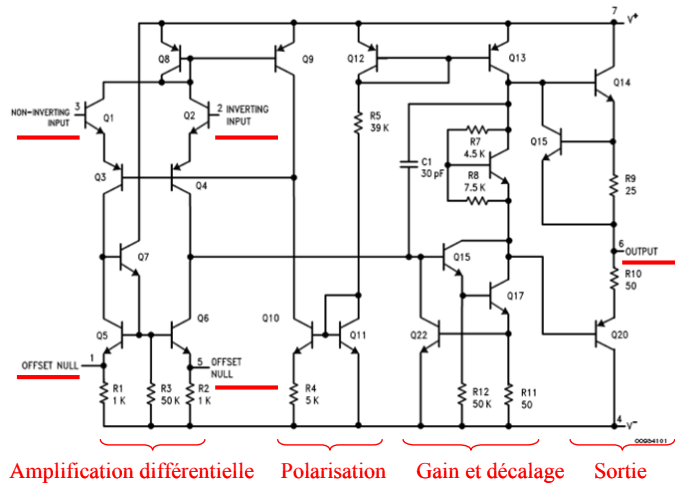 7 V+
Q8
Q9
Q12
Q13
Q14
3
NON-INVERTING
INPUT
Q1
Q2
2 INVERTING
INPUT
R5
39 K
Q15
R7
4.5 K
R8
7.5 K
C1
30 pF
Q3
Q4
R9
25
6
OUTPUT
Q7
Q15
R10
50
Q5
Q6
Q10
Q11
Q22
Q17
Q20
OFFSET NULL
1
5
OFFSET
NULL
R1
1 K
R3
50 K
R2
1 K
R4
5 K
R12
50 K
R11
50
4
V-
00934101
Amplification différentielle
Polarisation
Gain et décalage
Sortie